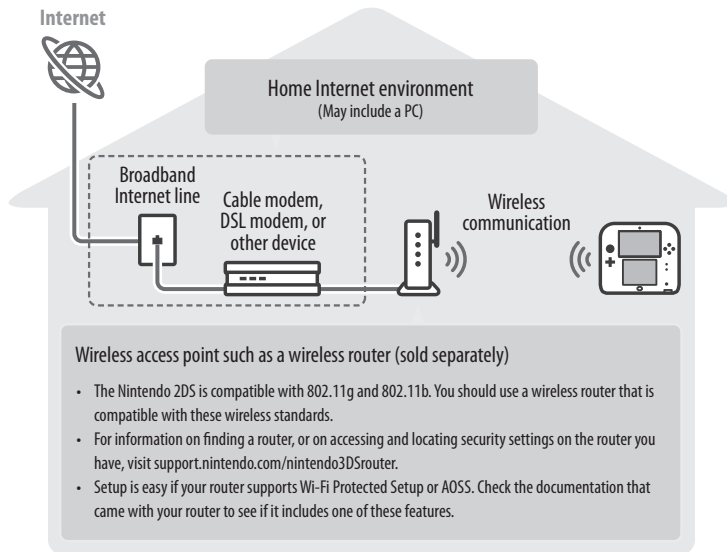 Internet
Home Internet environment
(May include a PC)
Broadband
Internet line
Cable modem,
DSL modem, or
other device
Wireless
communication
Wireless access point such as a wireless router (sold separately)
• The Nintendo 2DS is compatible with 802.11g and 802.11b. You should use a wireless router that is
compatible with these wireless standards.
• For information on finding a router, or on accessing and locating security settings on the router you
have, visit support.nintendo.com/nintendo3DSrouter.
• Setup is easy if your router supports Wi-Fi Protected Setup or AOSS. Check the documentation that
came with your router to see if it includes one of these features.